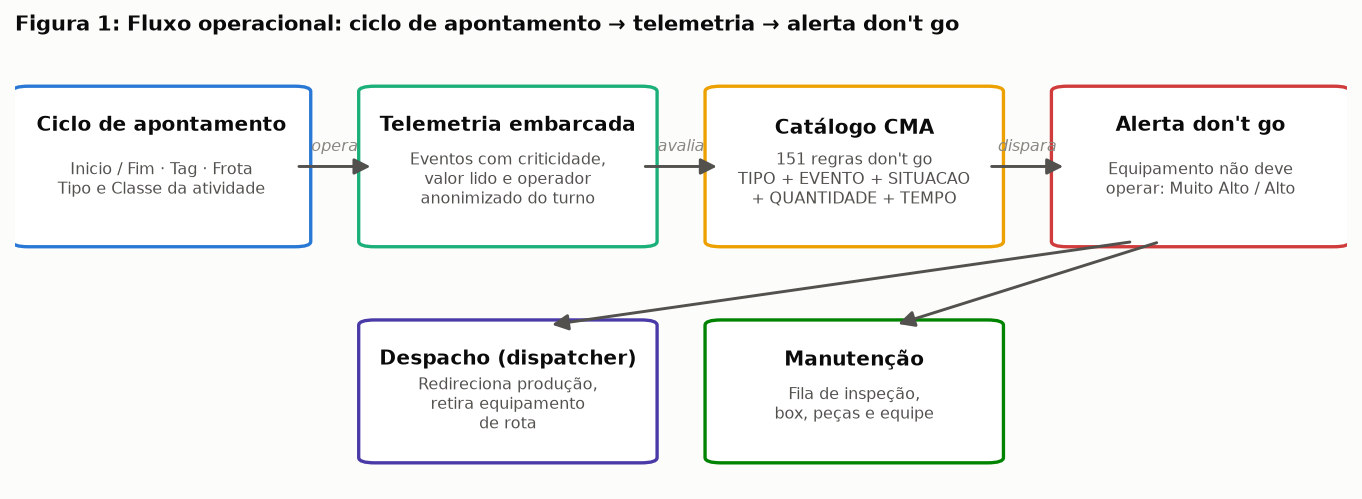 Figura 1: Fluxo operacional: ciclo de apontamento → telemetria → alerta don't go
Ciclo de apontamento
Inicio / Fim · Tag · Frota
Tipo e Classe da atividade
opera
Telemetria embarcada
Eventos com criticidade,
valor lido e operador
anonimizado do turno
avalia
Catálogo CMA
151 regras don't go
TIPO + EVENTO + SITUACAO
+ QUANTIDADE + TEMPO
dispara
Alerta don't go
Equipamento não deve
operar: Muito Alto / Alto
Despacho (dispatcher)
Redireciona produção,
retira equipamento
de rota
Manutenção
Fila de inspeção,
box, peças e equipe